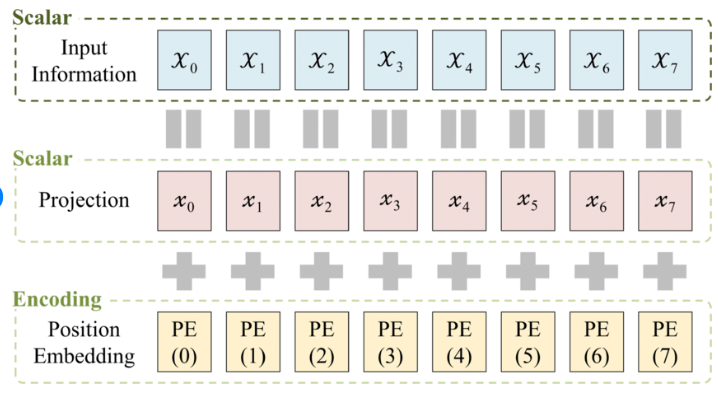 Scalar
Input
Information
𝒳₀ 𝒳₁ 𝒳₂ 𝒳₃ 𝒳₄ 𝒳₅ 𝒳₆ 𝒳₇
Scalar
Projection
𝓍₀ 𝓍₁ 𝓍₂ 𝓍₃ 𝓍₄ 𝓍₅ 𝓍₆ 𝓍₇
Encoding
Position
Embedding
PE PE PE PE PE PE PE PE
(0) (1) (2) (3) (4) (5) (6) (7)